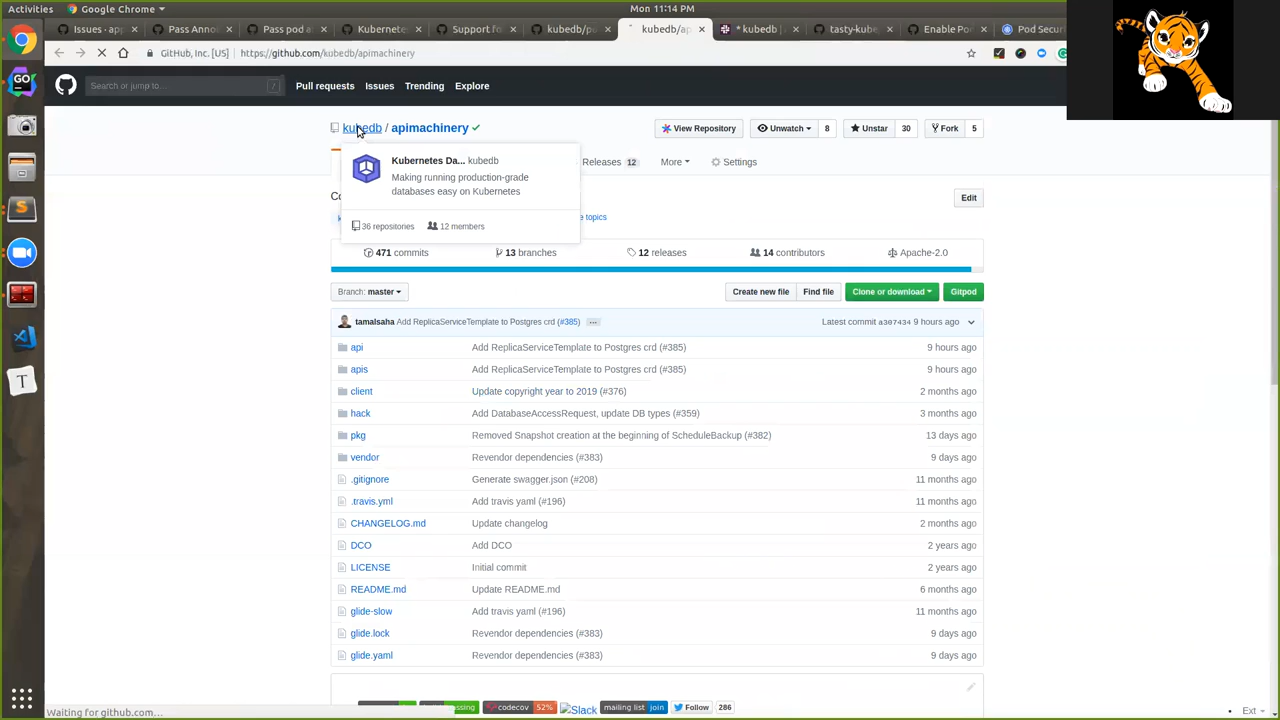 Activities
Google Chrome
Mon 11:14 PM
Issues · app
Pass Anno
Pass pod a
Kubernete
Support fo
kubedb/po
kubedb/ap
* kubedb |
tasty-kube
Enable Po
Pod Secur
GitHub, Inc. [US]
https://github.com/kubedb/apimachinery
Search or jump to...
/
Pull requests
Issues
Trending
Explore
kubedb / apimachinery
View Repository
Unwatch
8
Unstar
30
Fork
5
Releases 12
More
Settings
Kubernetes Da... kubedb
Making running production-grade
databases easy on Kubernetes
36 repositories
12 members
Edit
e topics
471 commits
13 branches
12 releases
14 contributors
Apache-2.0
Branch: master
Create new file
Find file
Clone or download
Gitpod
tamalsaha Add ReplicaServiceTemplate to Postgres crd (#385)
Latest commit a307434 9 hours ago
api Add ReplicaServiceTemplate to Postgres crd (#385) 9 hours ago
apis Add ReplicaServiceTemplate to Postgres crd (#385) 9 hours ago
client Update copyright year to 2019 (#376) 2 months ago
hack Add DatabaseAccessRequest, update DB types (#359) 3 months ago
pkg Removed Snapshot creation at the beginning of ScheduleBackup (#382) 13 days ago
vendor Revendor dependencies (#383) 9 days ago
.gitignore Generate swagger.json (#208) 11 months ago
.travis.yml Add travis yaml (#196) 11 months ago
CHANGELOG.md Update changelog 2 months ago
DCO Add DCO 2 years ago
LICENSE Initial commit 2 years ago
README.md Update README.md 6 months ago
glide-slow Add travis yaml (#196) 11 months ago
glide.lock Revendor dependencies (#383) 9 days ago
glide.yaml Revendor dependencies (#383) 9 days ago
codecov 52%
Slack
mailing list join
Follow
286
Waiting for github.com...
Ext